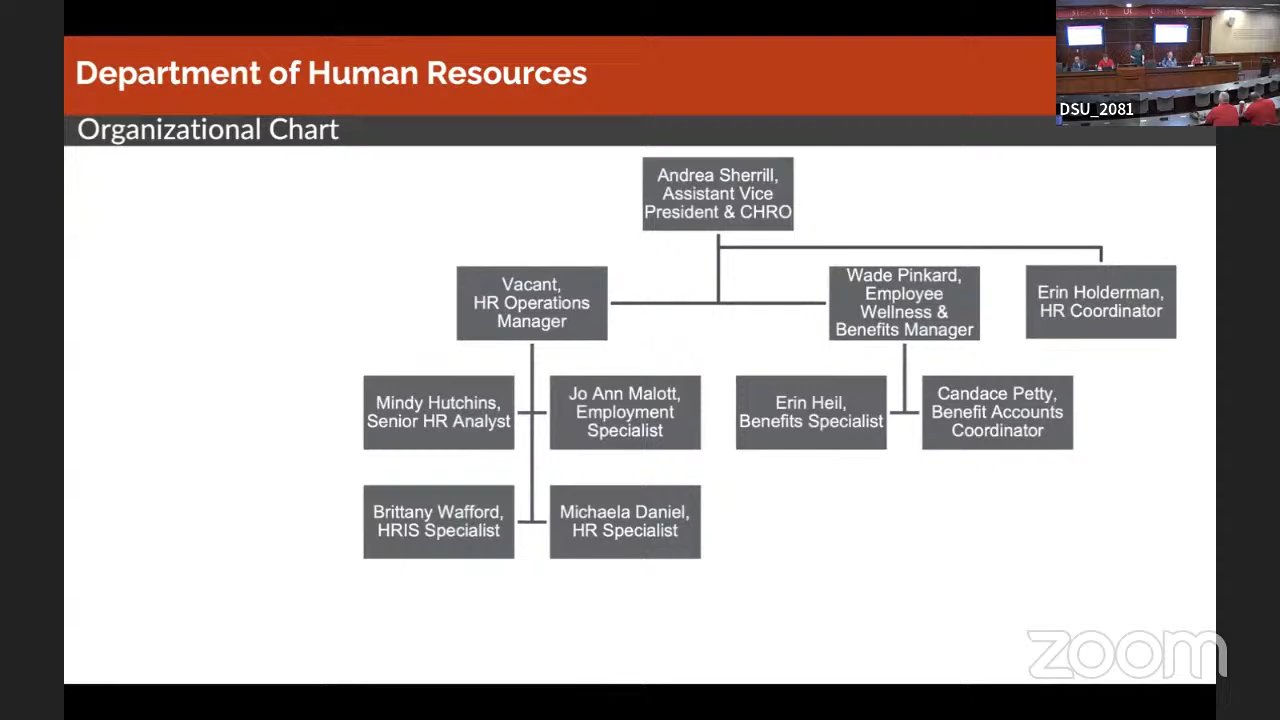 Department of Human Resources
Organizational Chart
DSU_2081
Andrea Sherrill,
Assistant Vice
President & CHRO
Vacant,
HR Operations
Manager
Wade Pinkard,
Employee
Wellness &
Benefits Manager
Erin Holderman,
HR Coordinator
Mindy Hutchins,
Senior HR Analyst
Jo Ann Malott,
Employment
Specialist
Erin Heil,
Benefits Specialist
Candace Petty,
Benefit Accounts
Coordinator
Brittany Wafford,
HRIS Specialist
Michaela Daniel,
HR Specialist
zoom